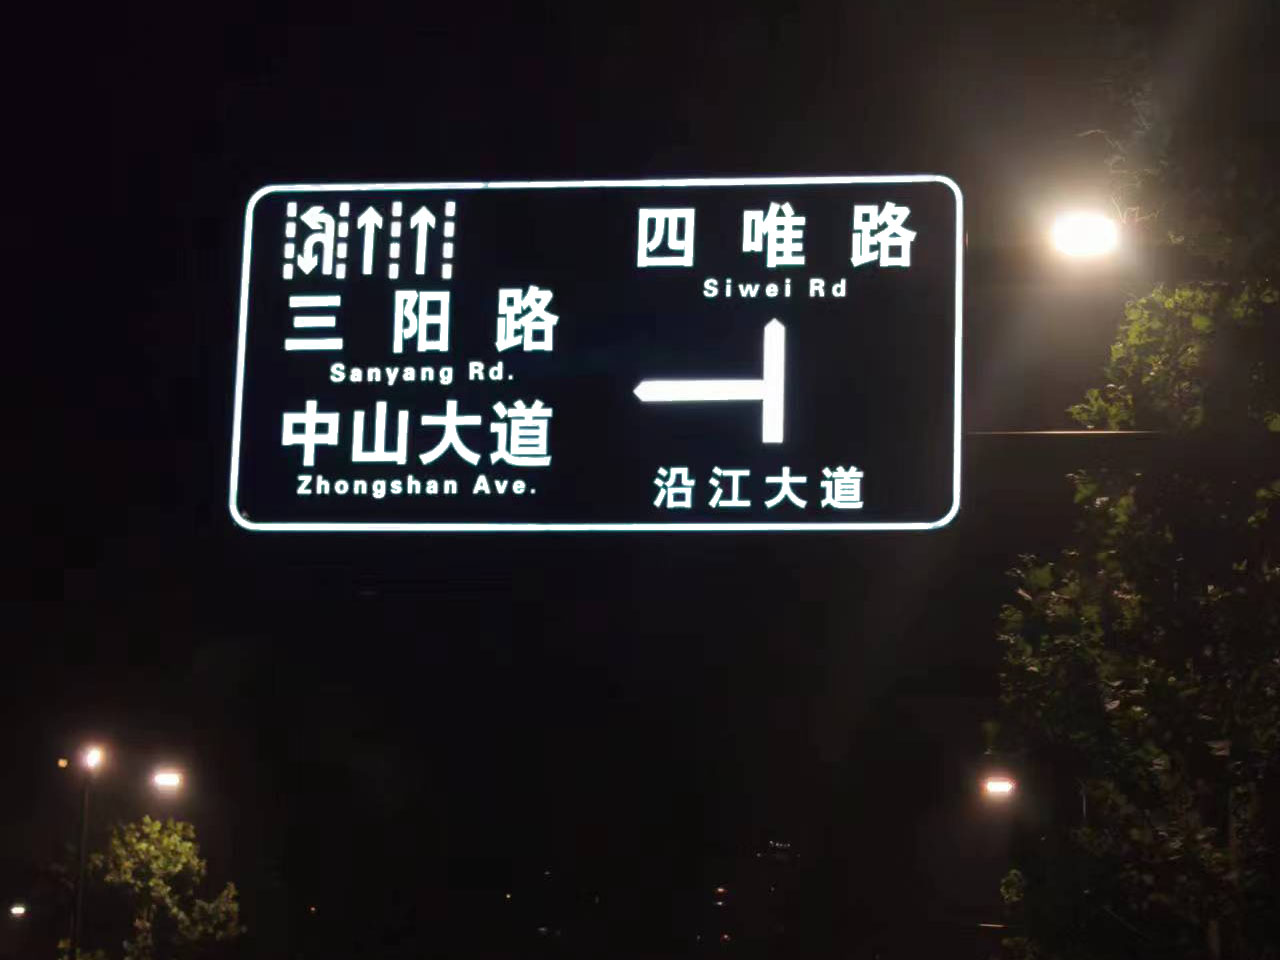 三阳路
Sanyang Rd.
中山大道
Zhongshan Ave.
四唯路
Siwei Rd
沿江大道